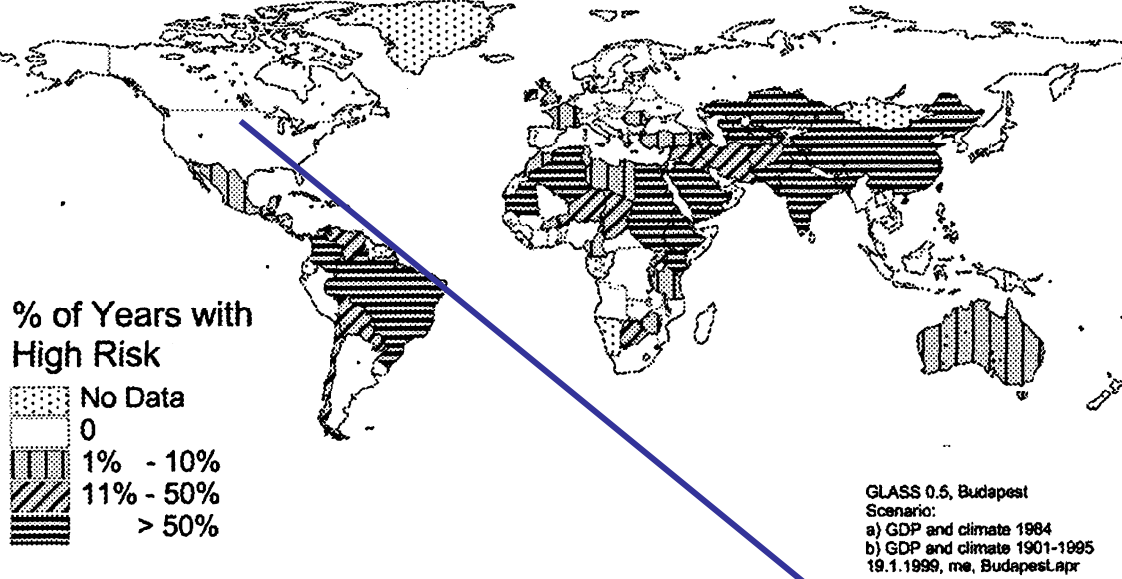 % of Years with
High Risk
No Data
0
1% - 10%
11% - 50%
> 50%
GLASS 0.5, Budapest
Scenario:
a) GDP and climate 1984
b) GDP and climate 1901-1995
19.1.1999, me, Budapest.apr